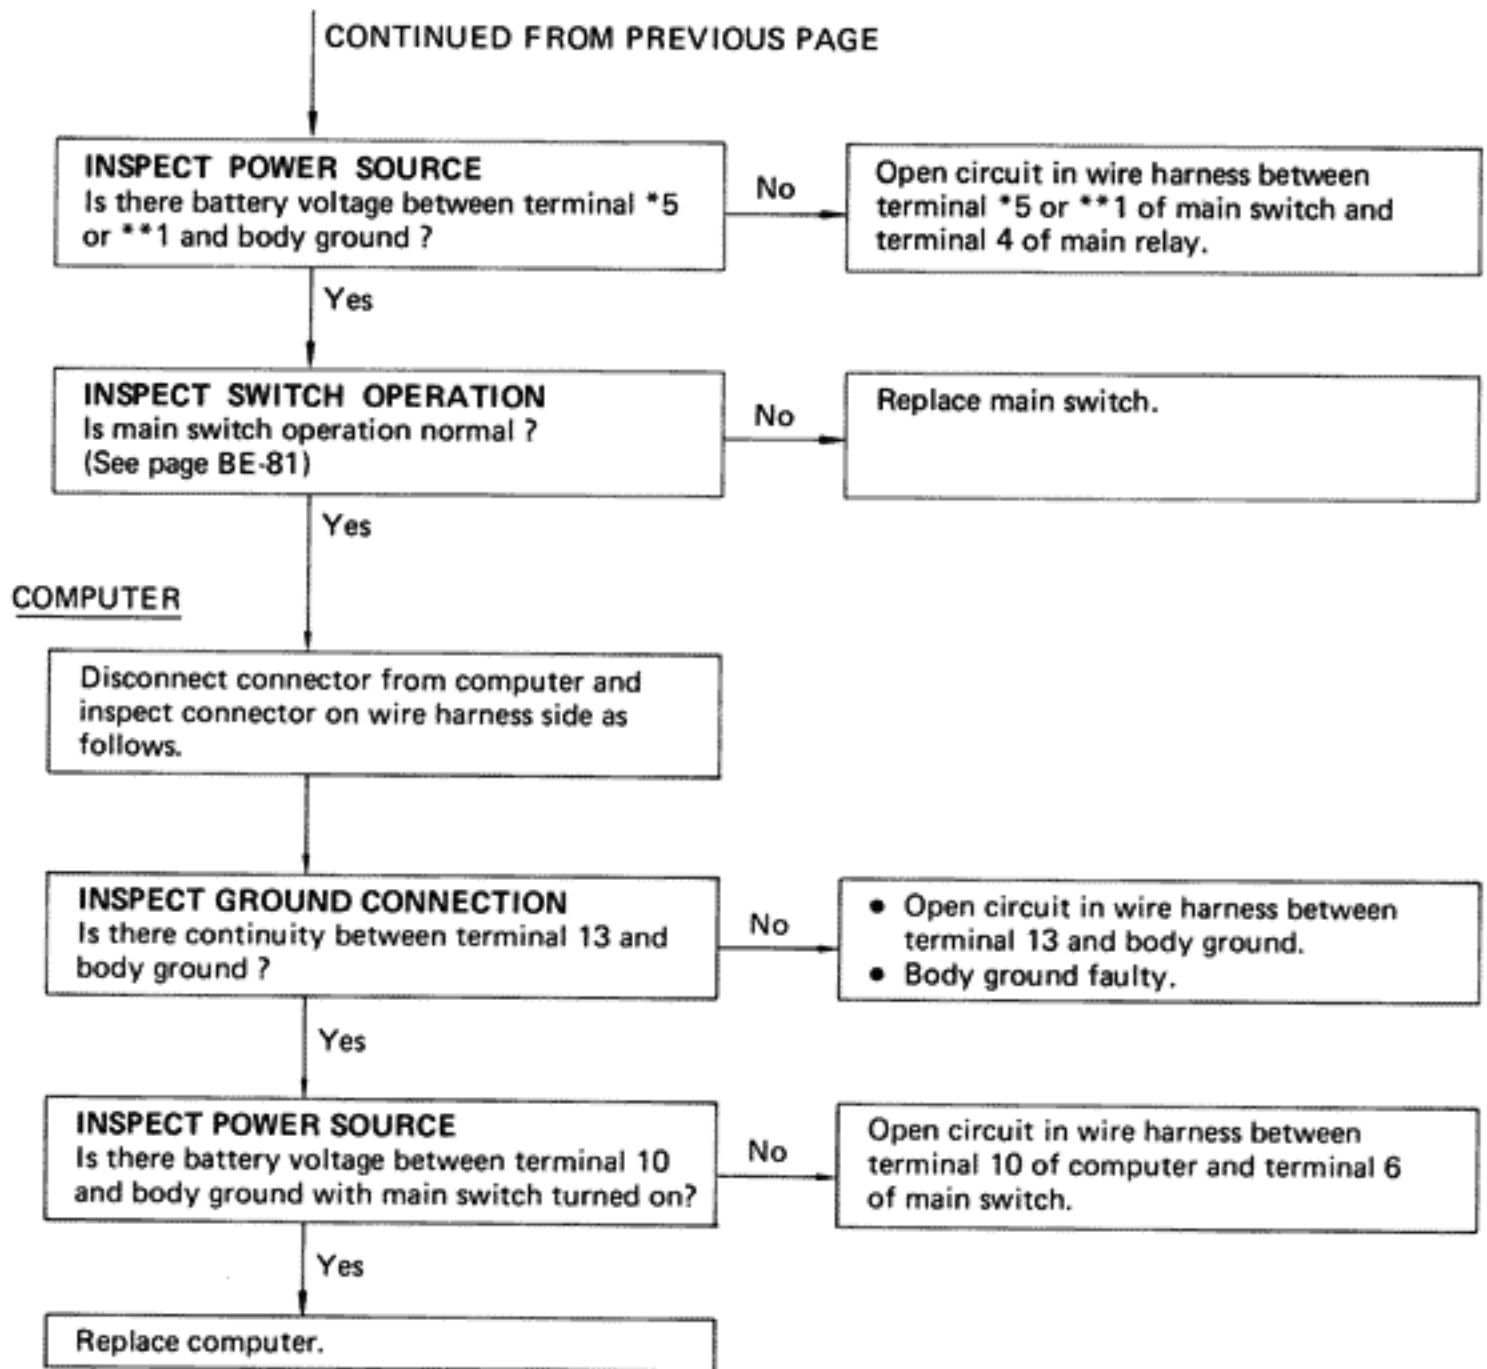 CONTINUED FROM PREVIOUS PAGE
INSPECT POWER SOURCE
Is there battery voltage between terminal *5
or **1 and body ground ?
No
Open circuit in wire harness between
terminal *5 or **1 of main switch and
terminal 4 of main relay.
Yes
INSPECT SWITCH OPERATION
Is main switch operation normal ?
(See page BE-81)
No
Replace main switch.
Yes
COMPUTER
Disconnect connector from computer and
inspect connector on wire harness side as
follows.
INSPECT GROUND CONNECTION
Is there continuity between terminal 13 and
body ground ?
No
● Open circuit in wire harness between
terminal 13 and body ground.
● Body ground faulty.
Yes
INSPECT POWER SOURCE
Is there battery voltage between terminal 10
and body ground with main switch turned on?
No
Open circuit in wire harness between
terminal 10 of computer and terminal 6
of main switch.
Yes
Replace computer.